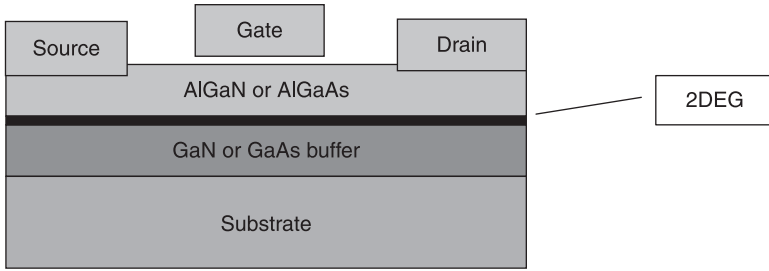 Gate
Source
Drain
AlGaN or AlGaAs
2DEG
GaN or GaAs buffer
Substrate